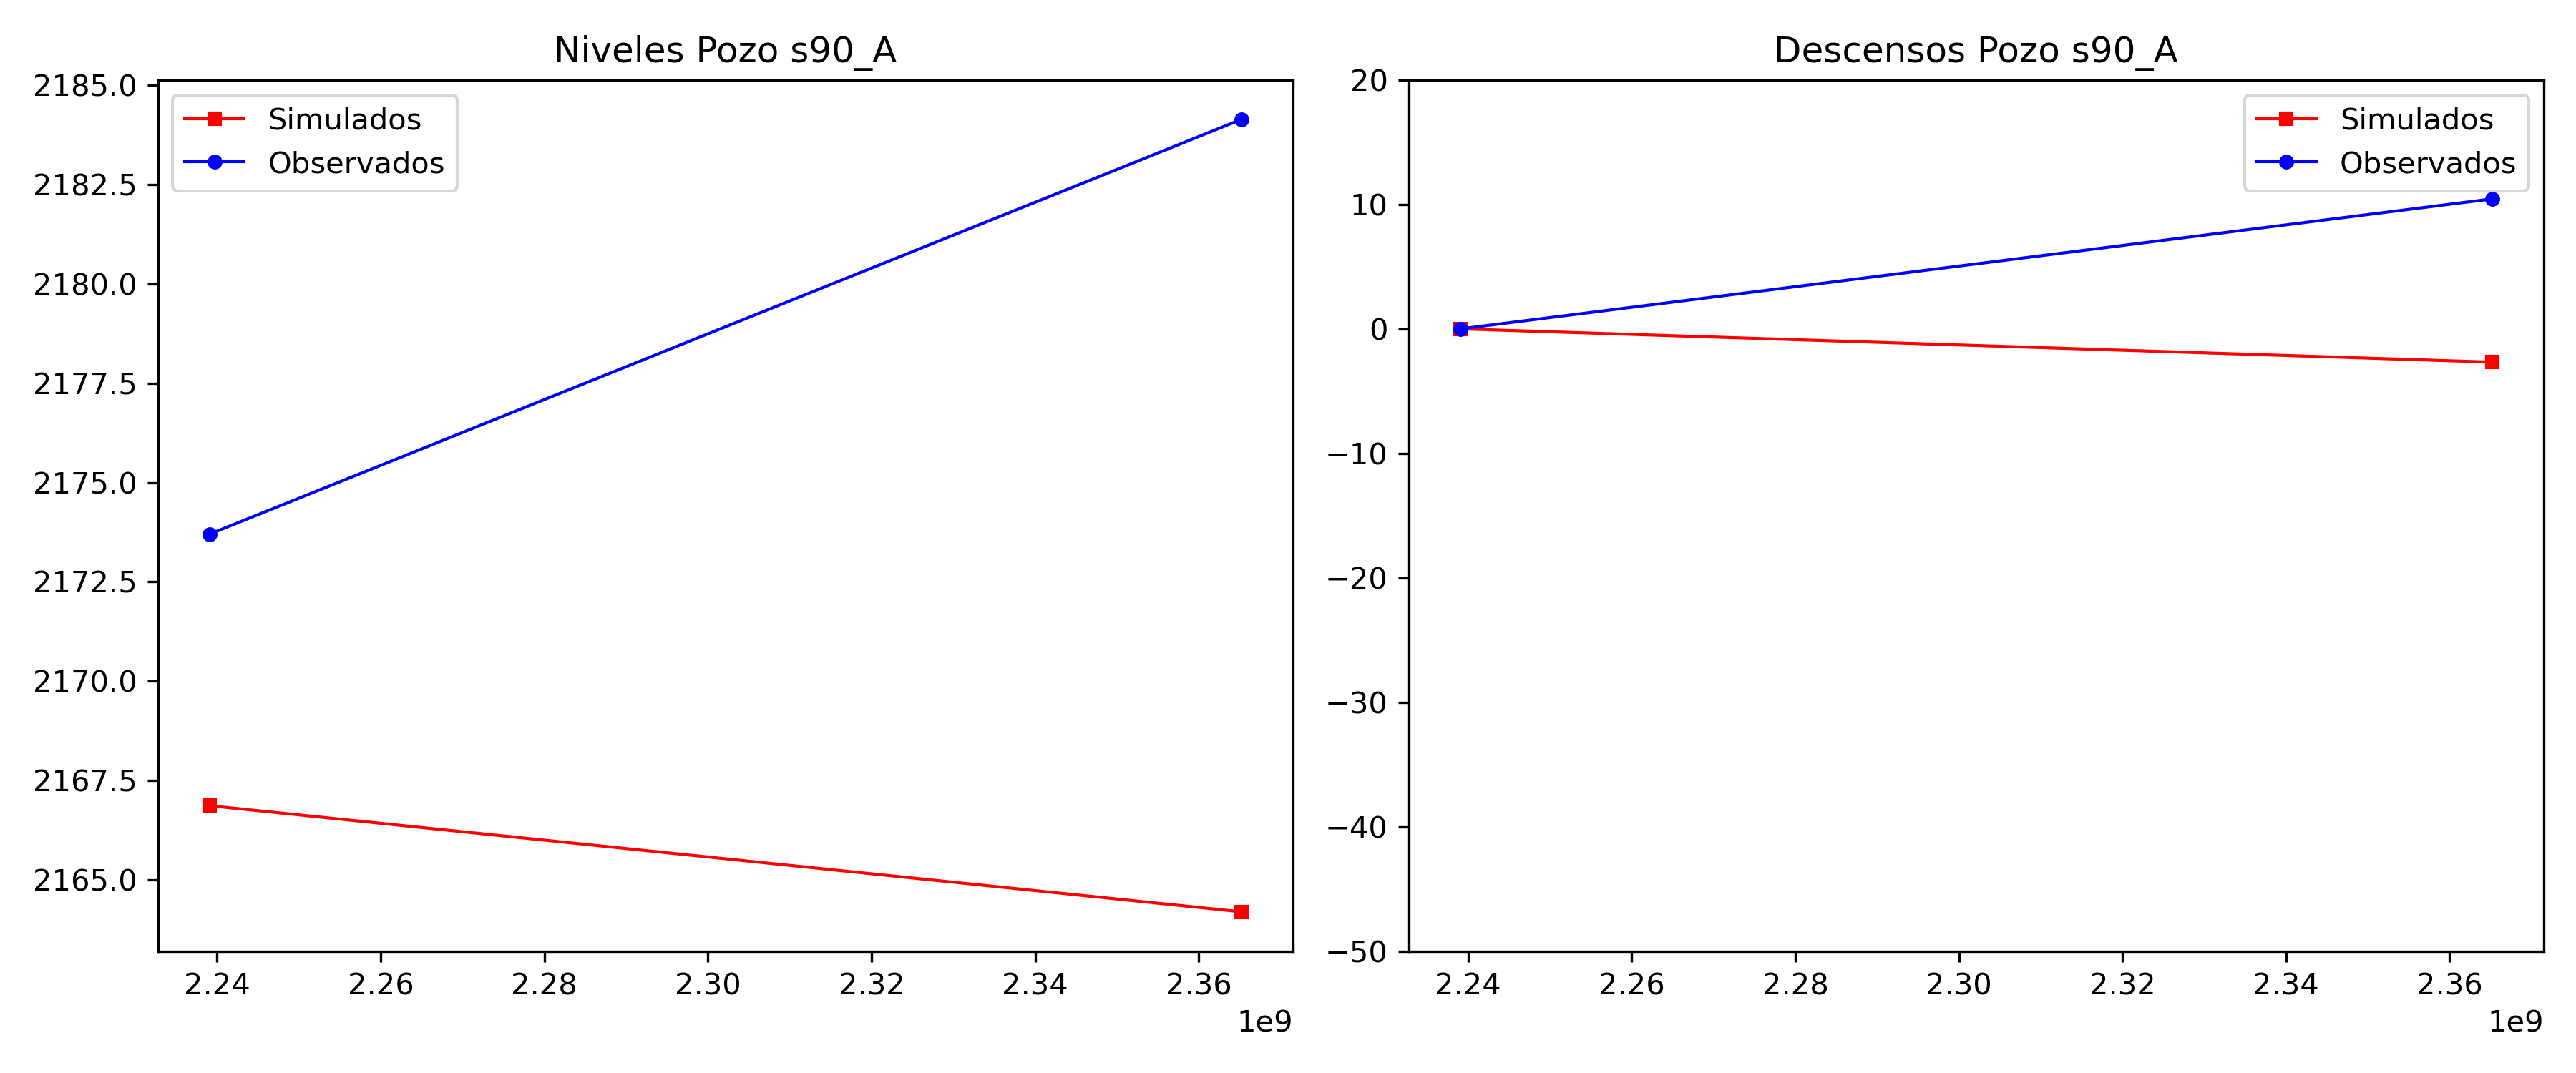 Niveles Pozo s90_A
2185.0
2182.5
2180.0
2177.5
2175.0
2172.5
2170.0
2167.5
2165.0
Simulados
Observados
2.24 2.26 2.28 2.30 2.32 2.34 2.36
1e9
Descensos Pozo s90_A
20
10
0
−10
−20
−30
−40
−50
Simulados
Observados
2.24 2.26 2.28 2.30 2.32 2.34 2.36
1e9